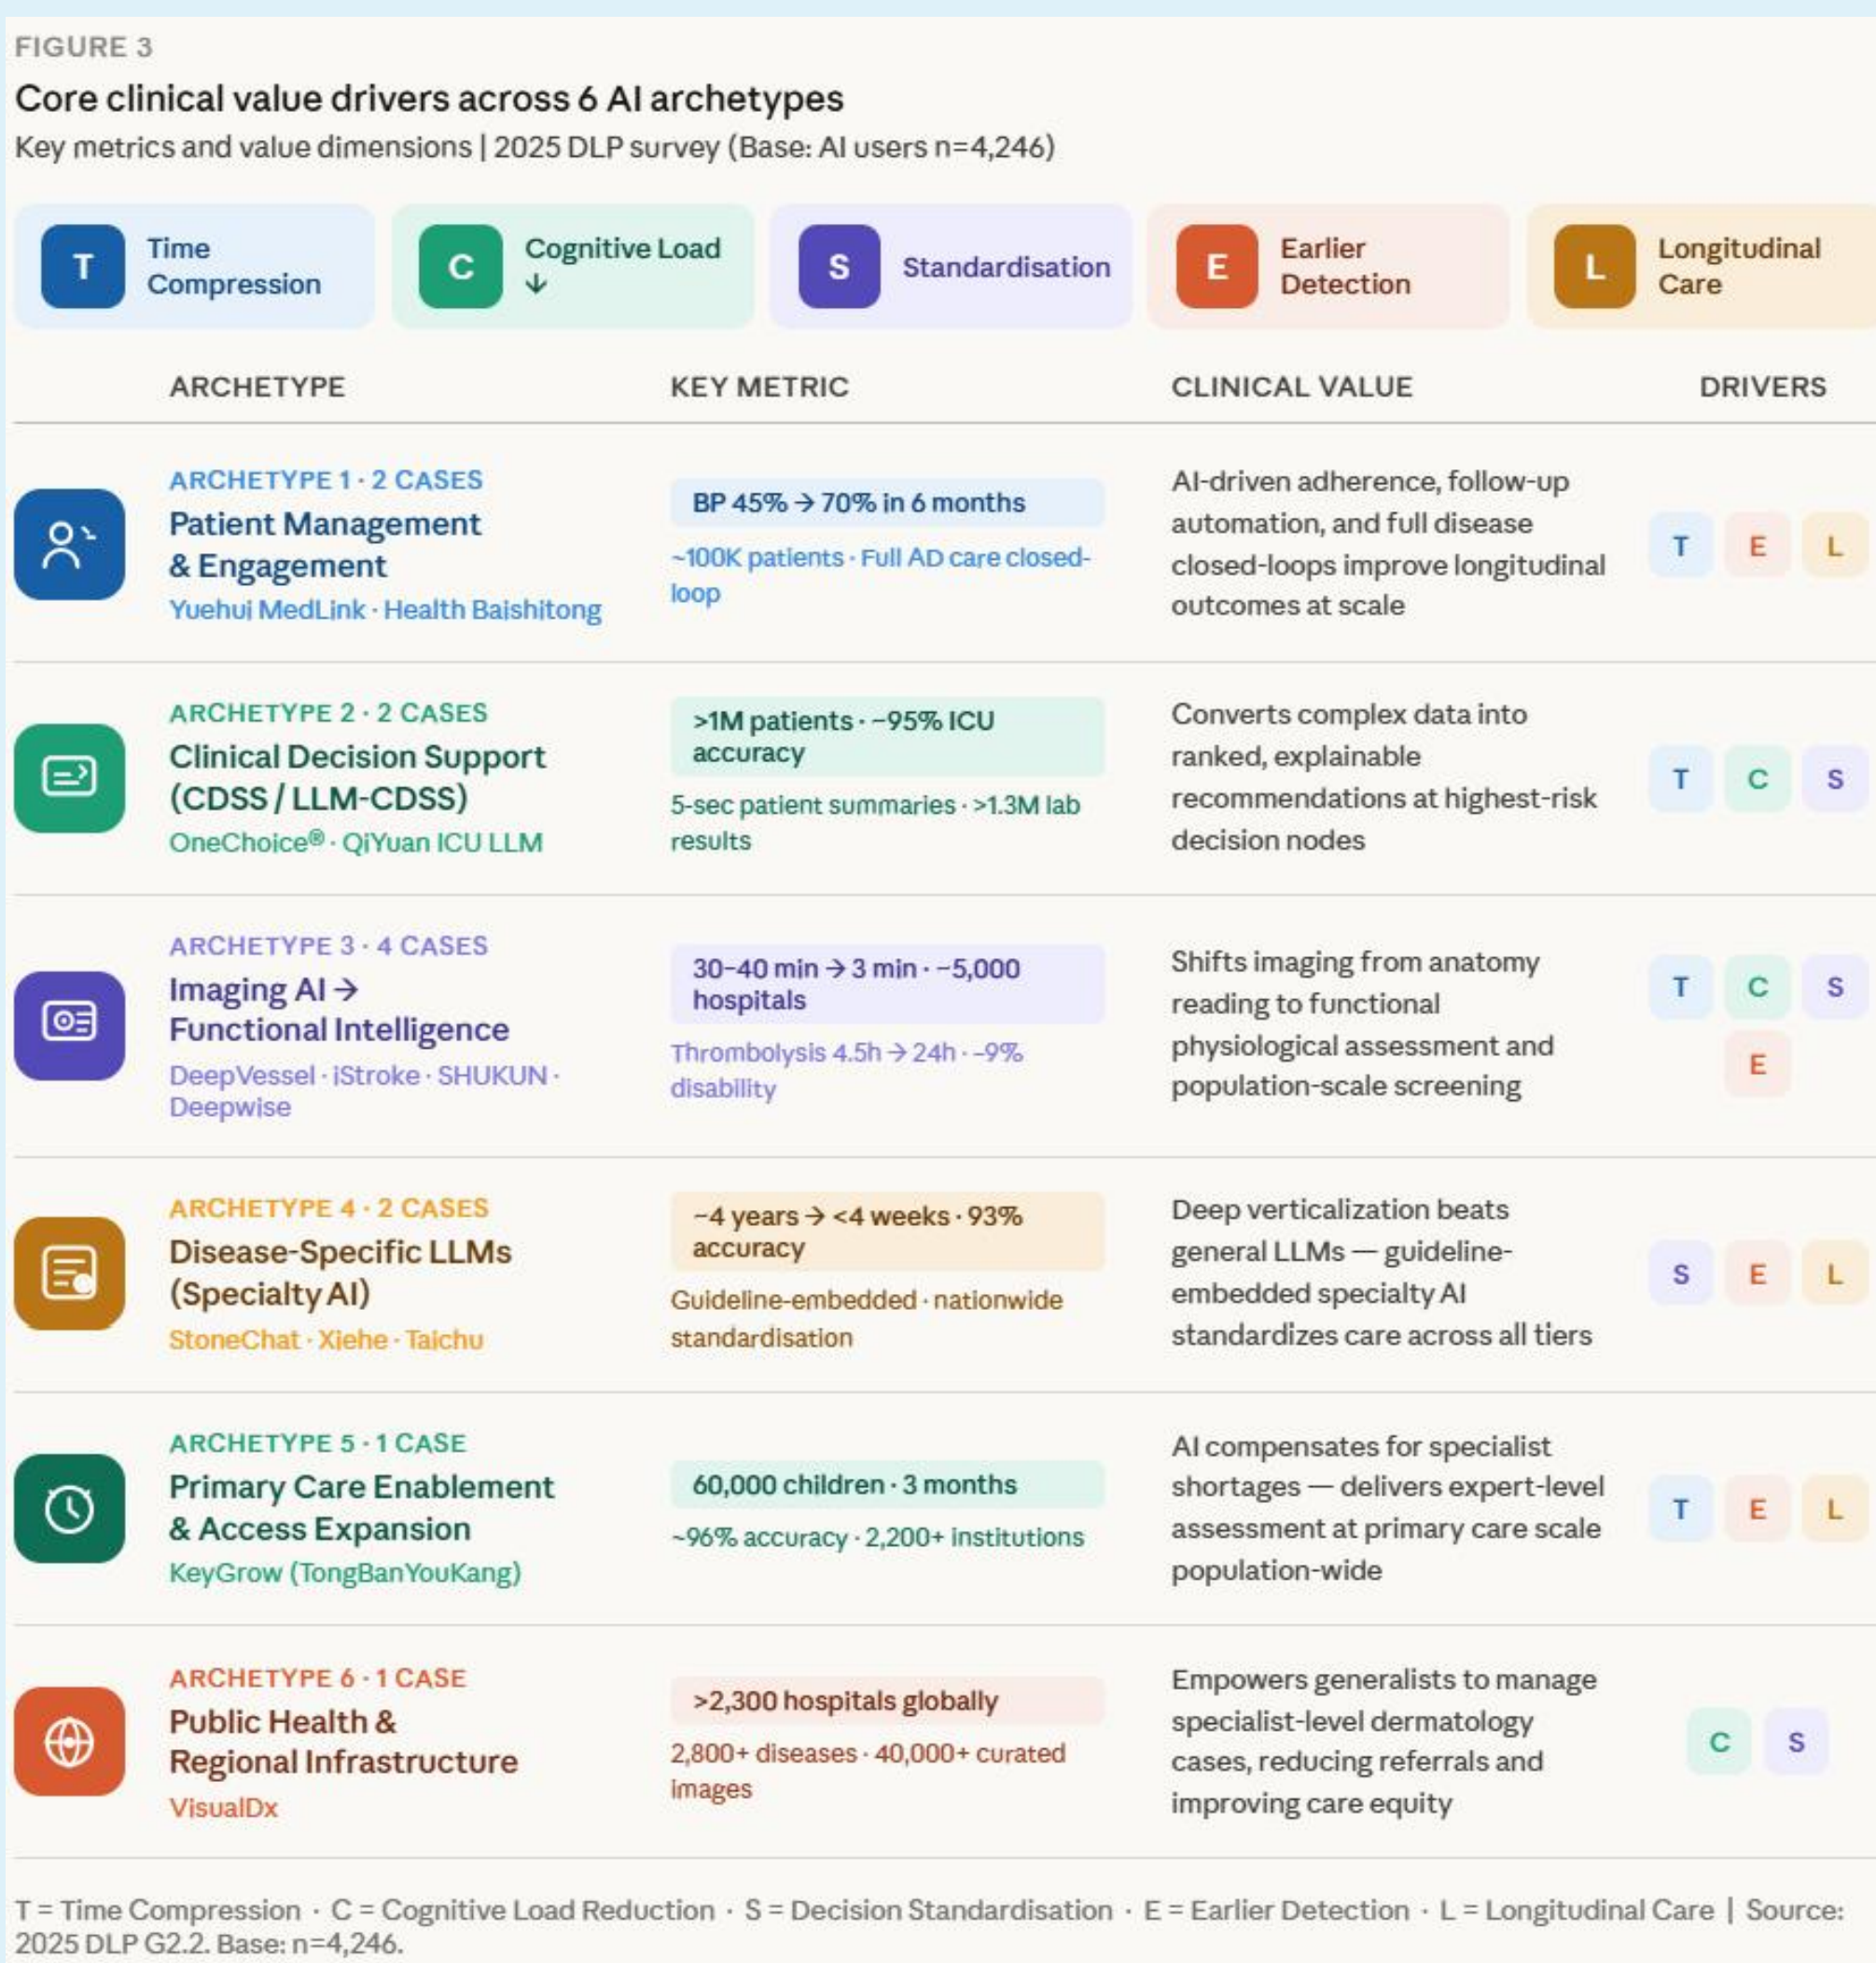 FIGURE 3
Core clinical value drivers across 6 AI archetypes
Key metrics and value dimensions | 2025 DLP survey (Base: AI users n=4,246)
T
Time
Compression
C
Cognitive Load
↓
S
Standardisation
E
Earlier
Detection
L
Longitudinal
Care
ARCHETYPE
KEY METRIC
CLINICAL VALUE
DRIVERS
ARCHETYPE 1 · 2 CASES
Patient Management
& Engagement
Yuehui MedLink · Health Baishitong
BP 45% → 70% in 6 months
~100K patients · Full AD care closed-
loop
AI-driven adherence, follow-up
automation, and full disease
closed-loops improve longitudinal
outcomes at scale
T E L
ARCHETYPE 2 · 2 CASES
Clinical Decision Support
(CDSS / LLM-CDSS)
OneChoice® · QiYuan ICU LLM
>1M patients · ~95% ICU
accuracy
5-sec patient summaries · >1.3M lab
results
Converts complex data into
ranked, explainable
recommendations at highest-risk
decision nodes
T C S
ARCHETYPE 3 · 4 CASES
Imaging AI →
Functional Intelligence
DeepVessel · iStroke · SHUKUN ·
Deepwise
30–40 min → 3 min · ~5,000
hospitals
Thrombolysis 4.5h → 24h · -9%
disability
Shifts imaging from anatomy
reading to functional
physiological assessment and
population-scale screening
T C S
E
ARCHETYPE 4 · 2 CASES
Disease-Specific LLMs
(Specialty AI)
StoneChat · Xiehe · Taichu
~4 years → <4 weeks · 93%
accuracy
Guideline-embedded · nationwide
standardisation
Deep verticalization beats
general LLMs — guideline-
embedded specialty AI
standardizes care across all tiers
S E L
ARCHETYPE 5 · 1 CASE
Primary Care Enablement
& Access Expansion
KeyGrow (TongBanYouKang)
60,000 children · 3 months
~96% accuracy · 2,200+ institutions
AI compensates for specialist
shortages — delivers expert-level
assessment at primary care scale
population-wide
T E L
ARCHETYPE 6 · 1 CASE
Public Health &
Regional Infrastructure
VisualDx
>2,300 hospitals globally
2,800+ diseases · 40,000+ curated
images
Empowers generalists to manage
specialist-level dermatology
cases, reducing referrals and
improving care equity
C S
T = Time Compression · C = Cognitive Load Reduction · S = Decision Standardisation · E = Earlier Detection · L = Longitudinal Care | Source:
2025 DLP G2.2. Base: n=4,246.